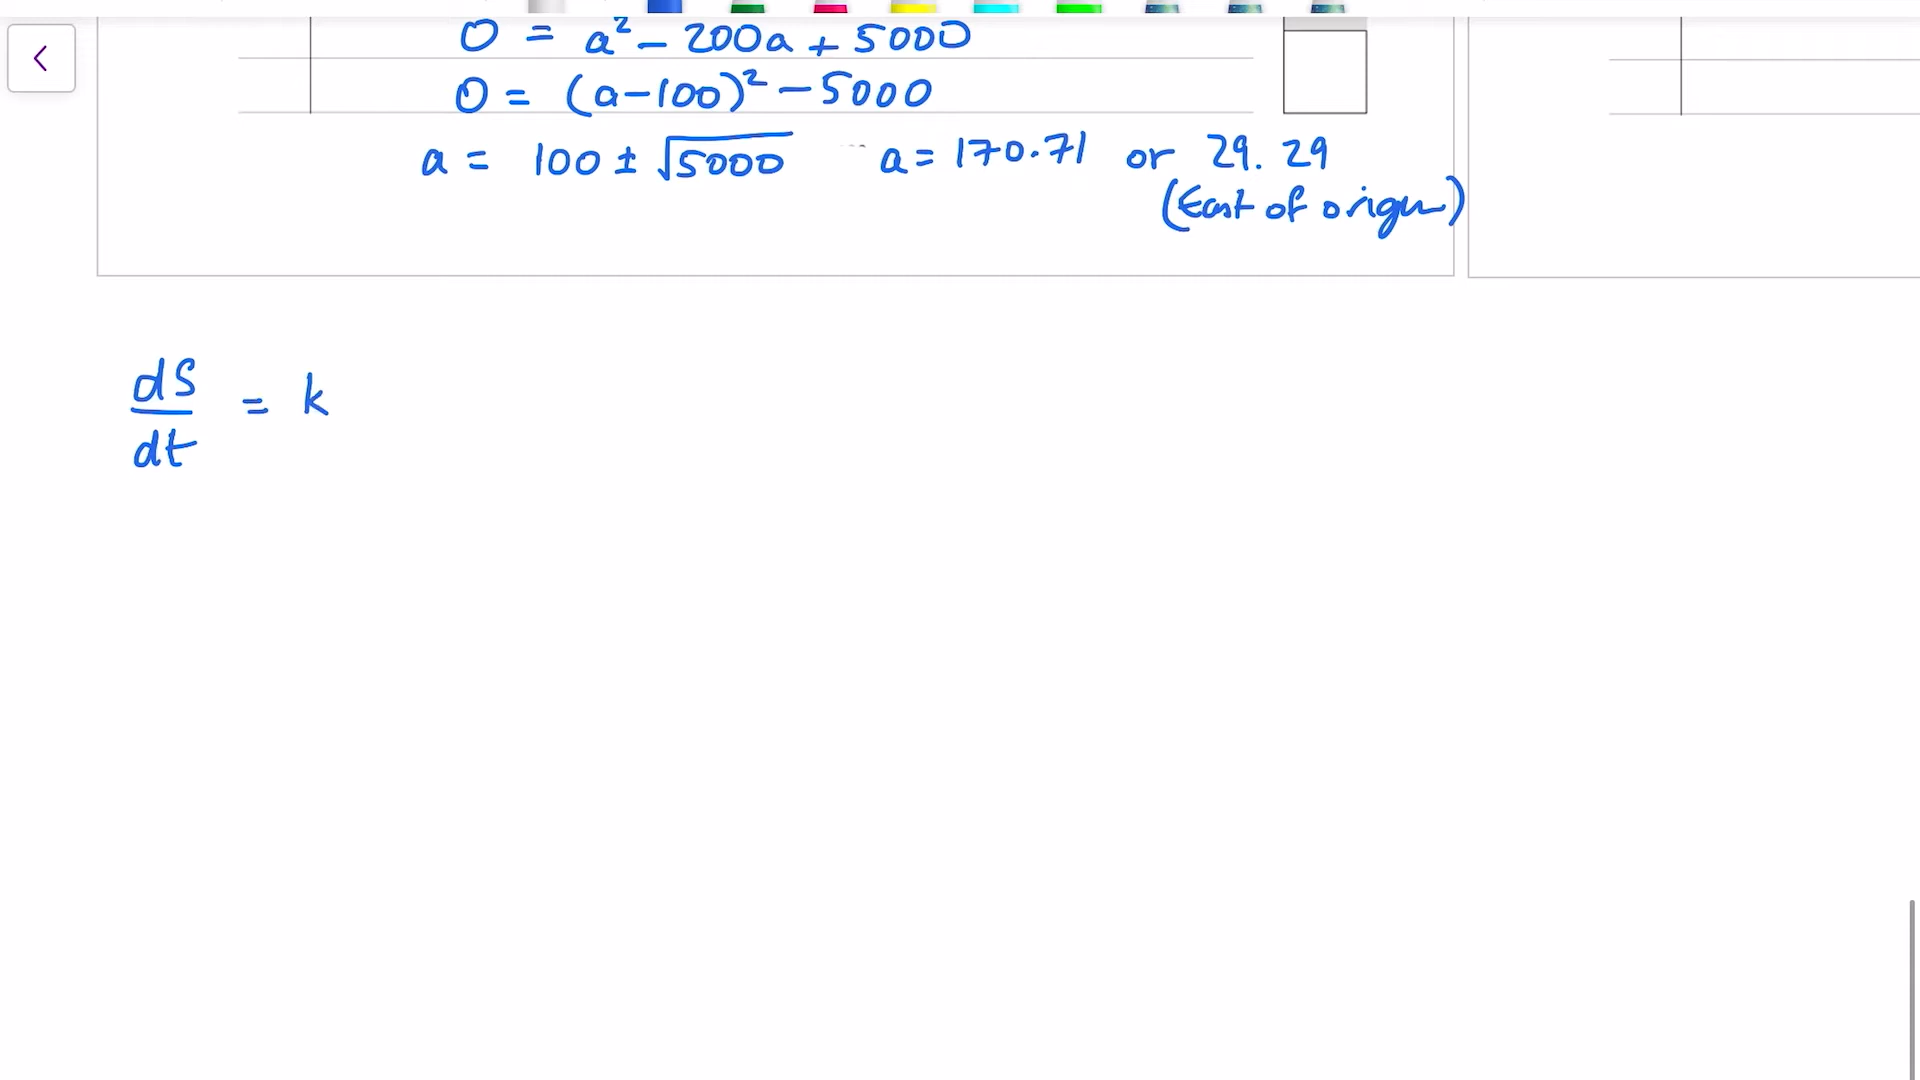 0 = a² - 200a + 5000
0 = (a-100)² - 5000
a = 100 ± √5000 a = 170.71 or 29.29
(East of origin)
dS/dt = k